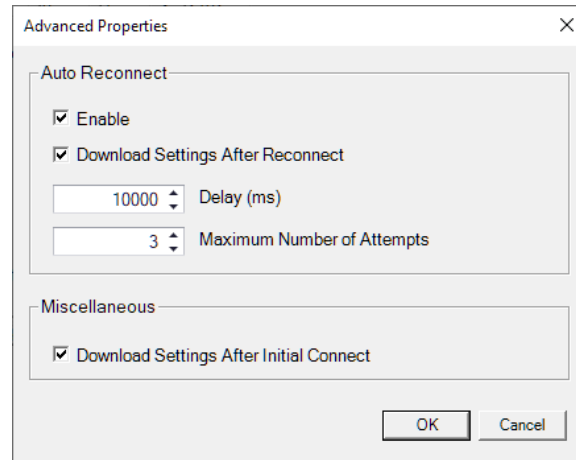 Advanced Properties
Auto Reconnect
Enable
Download Settings After Reconnect
10000 Delay (ms)
3 Maximum Number of Attempts
Miscellaneous
Download Settings After Initial Connect
OK Cancel